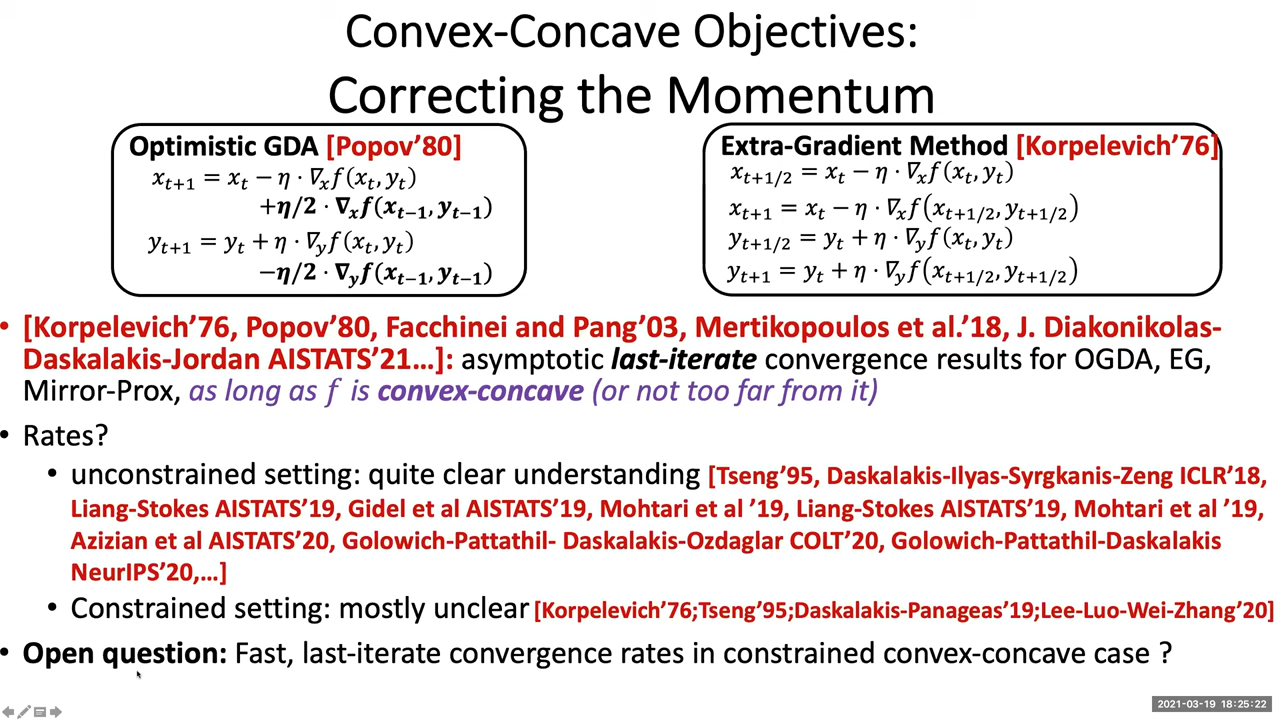 Convex-Concave Objectives:
Correcting the Momentum
Optimistic GDA [Popov'80]
x_{t+1} = x_t − η · ∇_x f(x_t, y_t)
+η/2 · ∇_x f(x_{t−1}, y_{t−1})
y_{t+1} = y_t + η · ∇_y f(x_t, y_t)
−η/2 · ∇_y f(x_{t−1}, y_{t−1})
Extra-Gradient Method [Korpelevich'76]
x_{t+1/2} = x_t − η · ∇_x f(x_t, y_t)
x_{t+1} = x_t − η · ∇_x f(x_{t+1/2}, y_{t+1/2})
y_{t+1/2} = y_t + η · ∇_y f(x_t, y_t)
y_{t+1} = y_t + η · ∇_y f(x_{t+1/2}, y_{t+1/2})
• [Korpelevich'76, Popov'80, Facchinei and Pang'03, Mertikopoulos et al.'18, J. Diakonikolas-
Daskalakis-Jordan AISTATS'21…]: asymptotic last-iterate convergence results for OGDA, EG,
Mirror-Prox, as long as f is convex-concave (or not too far from it)
• Rates?
• unconstrained setting: quite clear understanding [Tseng'95, Daskalakis-Ilyas-Syrgkanis-Zeng ICLR'18,
Liang-Stokes AISTATS'19, Gidel et al AISTATS'19, Mohtari et al '19, Liang-Stokes AISTATS'19, Mohtari et al '19,
Azizian et al AISTATS'20, Golowich-Pattathil- Daskalakis-Ozdaglar COLT'20, Golowich-Pattathil-Daskalakis
NeurIPS'20,…]
• Constrained setting: mostly unclear [Korpelevich'76;Tseng'95;Daskalakis-Panageas'19;Lee-Luo-Wei-Zhang'20]
• Open question: Fast, last-iterate convergence rates in constrained convex-concave case ?
2021-03-19 18:25:22